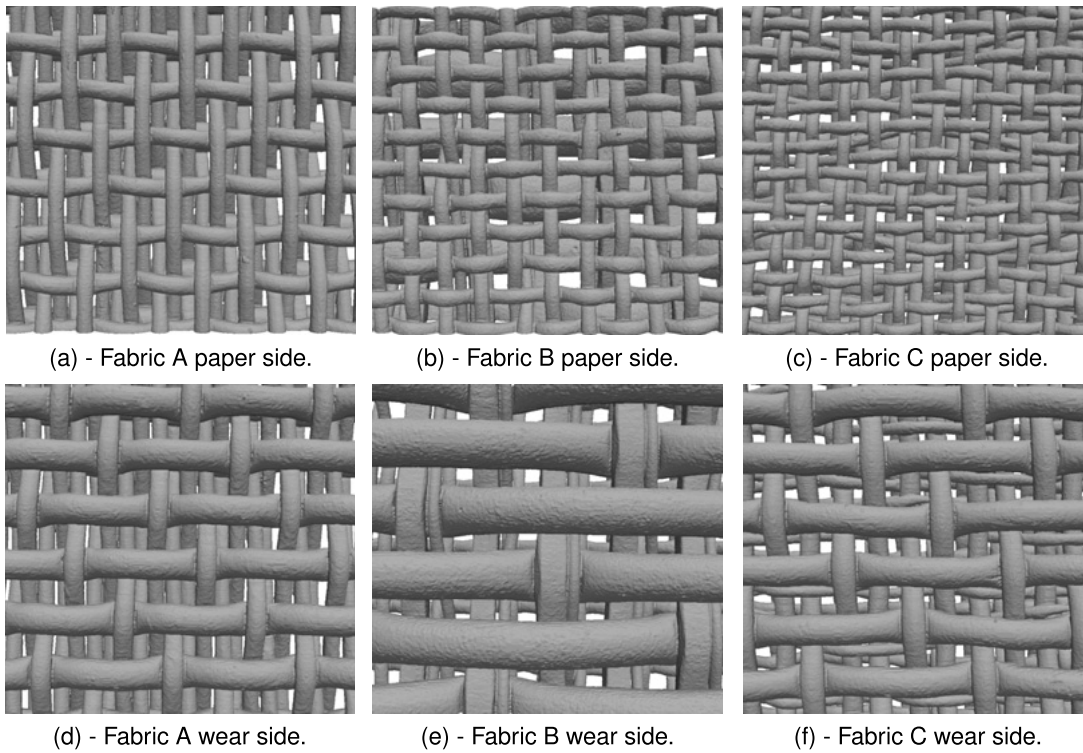 (a) - Fabric A paper side.
(b) - Fabric B paper side.
(c) - Fabric C paper side.
(d) - Fabric A wear side.
(e) - Fabric B wear side.
(f) - Fabric C wear side.